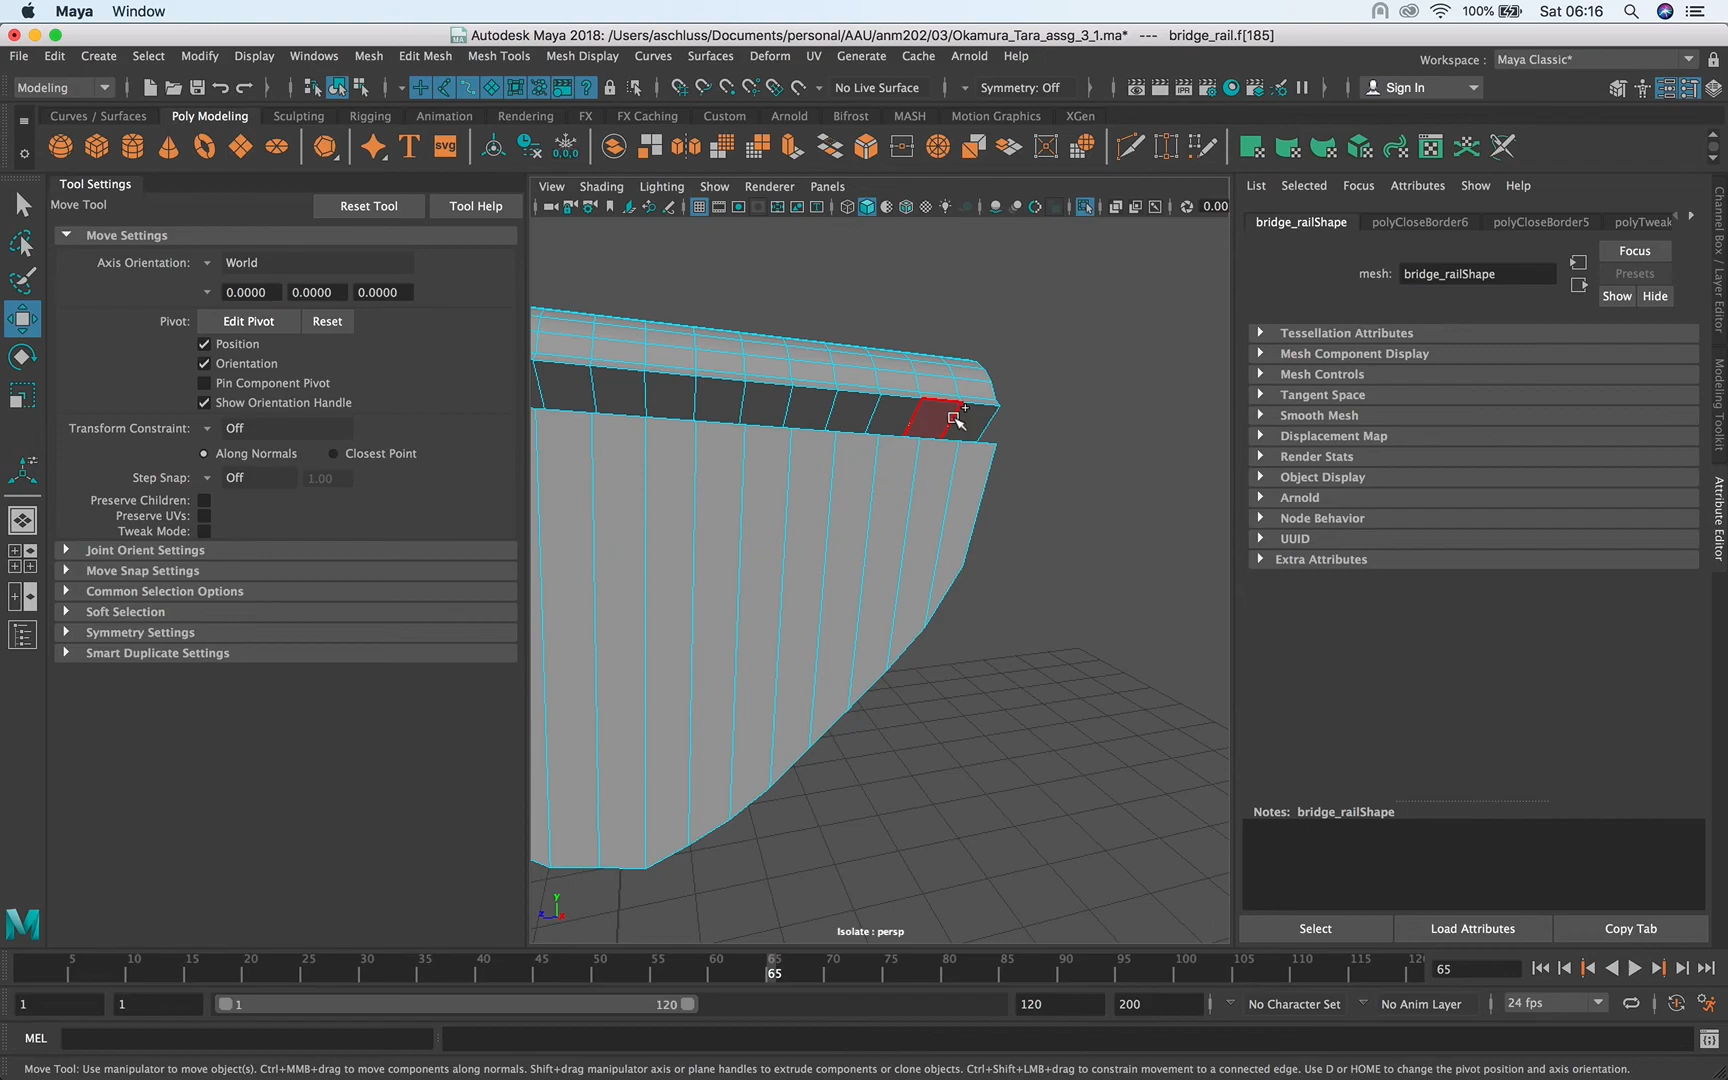 Maya Window 100% Sat 06:16
Autodesk Maya 2018: /Users/aschluss/Documents/personal/AAU/anm202/03/Okamura_Tara_assg_3_1.ma* --- bridge_rail.f[185]
File Edit Create Select Modify Display Windows Mesh Edit Mesh Mesh Tools Mesh Display Curves Surfaces Deform UV Generate Cache Arnold Help Workspace: Maya Classic*
Modeling No Live Surface Symmetry: Off Sign In
Curves / Surfaces Poly Modeling Sculpting Rigging Animation Rendering FX FX Caching Custom Arnold Bifrost MASH Motion Graphics XGen
T svg 0,0,0
Tool Settings
Move Tool Reset Tool Tool Help
Move Settings
Axis Orientation: World
0.0000 0.0000 0.0000
Pivot: Edit Pivot Reset
Position
Orientation
Pin Component Pivot
Show Orientation Handle
Transform Constraint: Off
Along Normals Closest Point
Step Snap: Off 1.00
Preserve Children:
Preserve UVs:
Tweak Mode:
Joint Orient Settings
Move Snap Settings
Common Selection Options
Soft Selection
Symmetry Settings
Smart Duplicate Settings
View Shading Lighting Show Renderer Panels
0.00
y
z x
Isolate : persp
List Selected Focus Attributes Show Help
bridge_railShape polyCloseBorder6 polyCloseBorder5 polyTweak
Focus
mesh: bridge_railShape Presets
Show Hide
Tessellation Attributes
Mesh Component Display
Mesh Controls
Tangent Space
Smooth Mesh
Displacement Map
Render Stats
Object Display
Arnold
Node Behavior
UUID
Extra Attributes
Notes: bridge_railShape
Select Load Attributes Copy Tab
Channel Box / Layer Editor
Modeling Toolkit
Attribute Editor
5 10 15 20 25 30 35 40 45 50 55 60 65 70 75 80 85 90 95 100 105 110 115 12
65 65
1 1 1 120 120 200 No Character Set No Anim Layer 24 fps
MEL
Move Tool: Use manipulator to move object(s). Ctrl+MMB+drag to move components along normals. Shift+drag manipulator axis or plane handles to extrude components or clone objects. Ctrl+Shift+LMB+drag to constrain movement to a connected edge. Use D or HOME to change the pivot position and axis orientation.